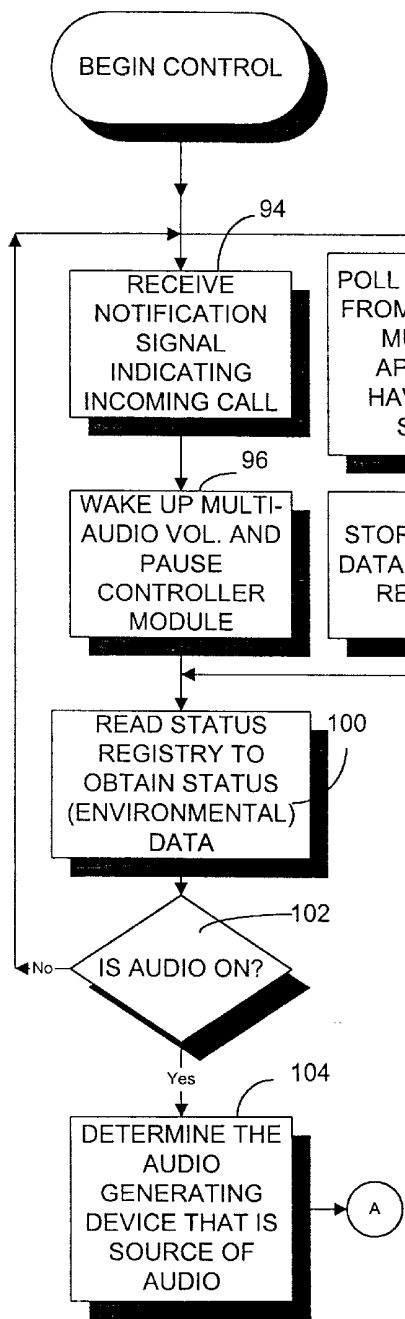 BEGIN CONTROL
94
RECEIVE
NOTIFICATION
SIGNAL
INDICATING
INCOMING CALL
POLL
FROM
MU
AP
HAV
S
96
WAKE UP MULTI-
AUDIO VOL. AND
PAUSE
CONTROLLER
MODULE
STOR
DATA
RE
READ STATUS
REGISTRY TO
OBTAIN STATUS
(ENVIRONMENTAL)
DATA
100
102
IS AUDIO ON?
No
Yes
104
DETERMINE THE
AUDIO
GENERATING
DEVICE THAT IS
SOURCE OF
AUDIO
A